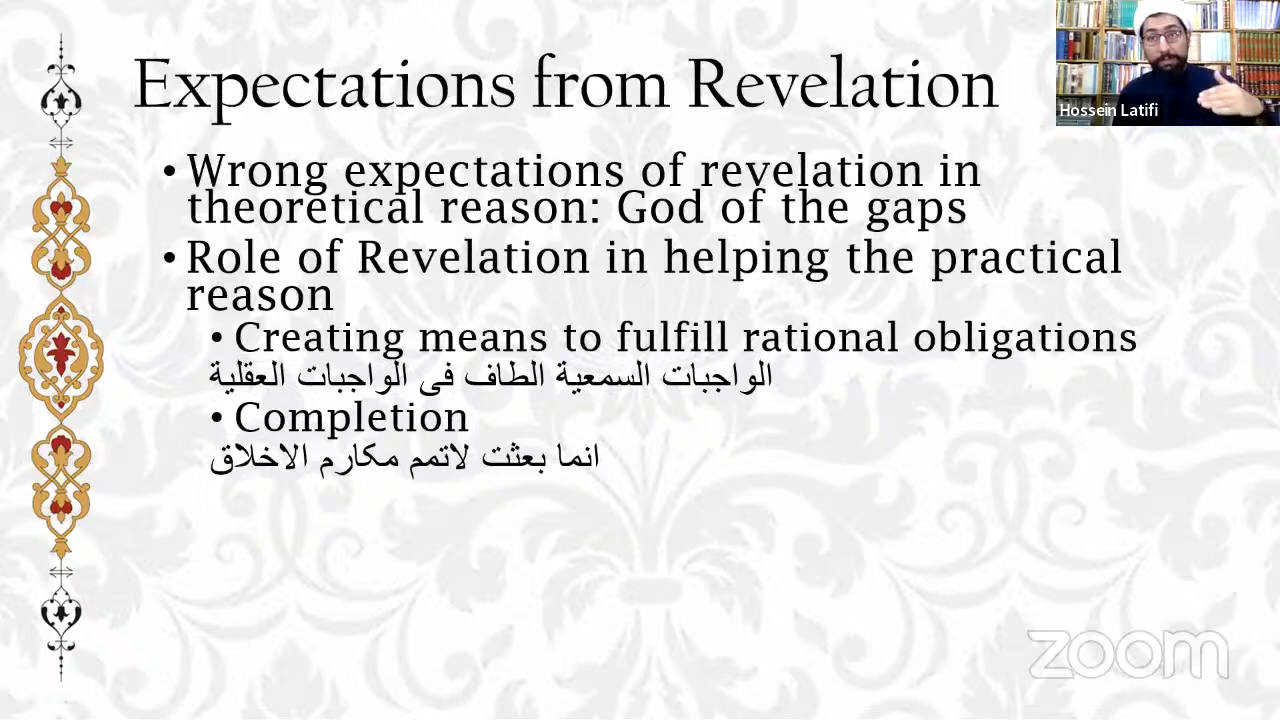 Expectations from Revelation
Hossein Latifi
• Wrong expectations of revelation in
theoretical reason: God of the gaps
• Role of Revelation in helping the practical
reason
• Creating means to fulfill rational obligations
الواجبات السمعية الطاف فی الواجبات العقلية
• Completion
انما بعثت لاتمم مكارم الاخلاق
zoom